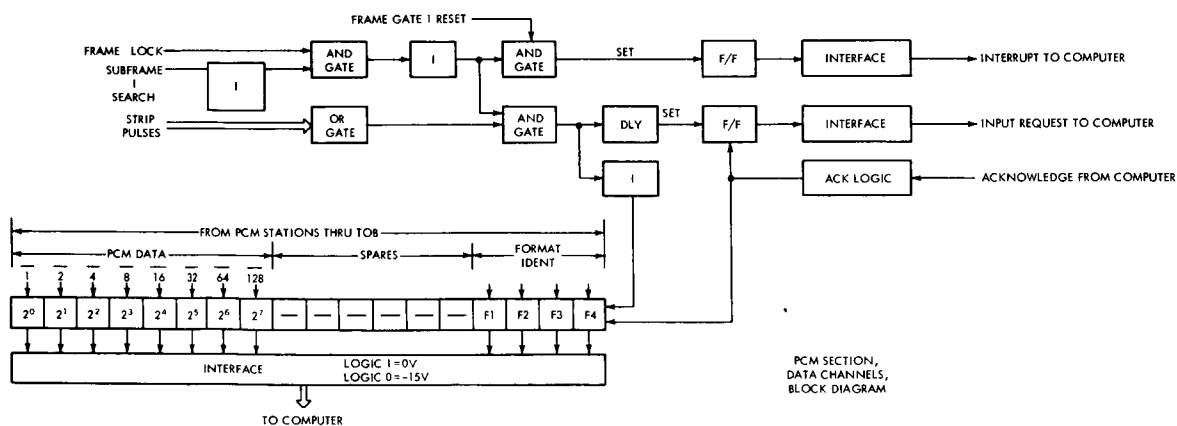 FRAME GATE 1 RESET
FRAME LOCK
AND GATE
I
AND GATE
SET
F/F
INTERFACE
INTERRUPT TO COMPUTER
SUBFRAME
I
SEARCH
I
STRIP
PULSES
OR GATE
AND GATE
DLY
SET
F/F
INTERFACE
INPUT REQUEST TO COMPUTER
I
ACK LOGIC
ACKNOWLEDGE FROM COMPUTER
FROM PCM STATIONS THRU TOB
PCM DATA
SPARES
FORMAT
IDENT
1 2 4 8 16 32 64 128
2⁰ 2¹ 2² 2³ 2⁴ 2⁵ 2⁶ 2⁷ — — — — — — F1 F2 F3 F4
INTERFACE
LOGIC 1=0V
LOGIC 0=-15V
TO COMPUTER
PCM SECTION,
DATA CHANNELS,
BLOCK DIAGRAM